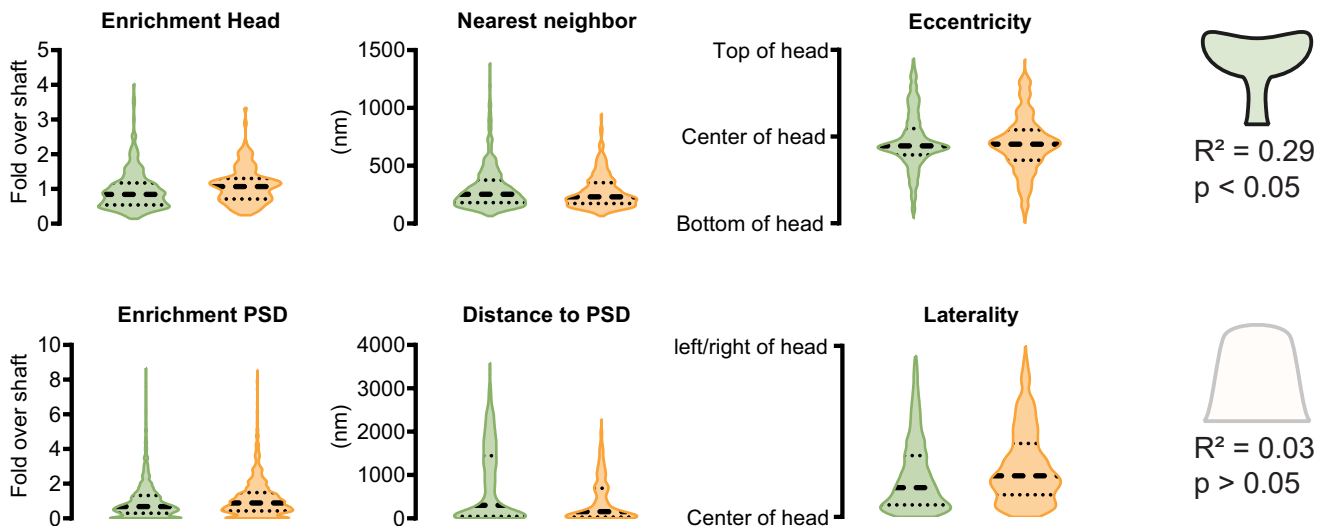 Enrichment Head
Fold over shaft
5
4
3
2
1
0
Nearest neighbor
(nm)
1500
1000
500
0
Eccentricity
Top of head
Center of head
Bottom of head
R² = 0.29
p < 0.05
Enrichment PSD
Fold over shaft
10
8
6
4
2
0
Distance to PSD
(nm)
4000
3000
2000
1000
0
Laterality
left/right of head
Center of head
R² = 0.03
p > 0.05